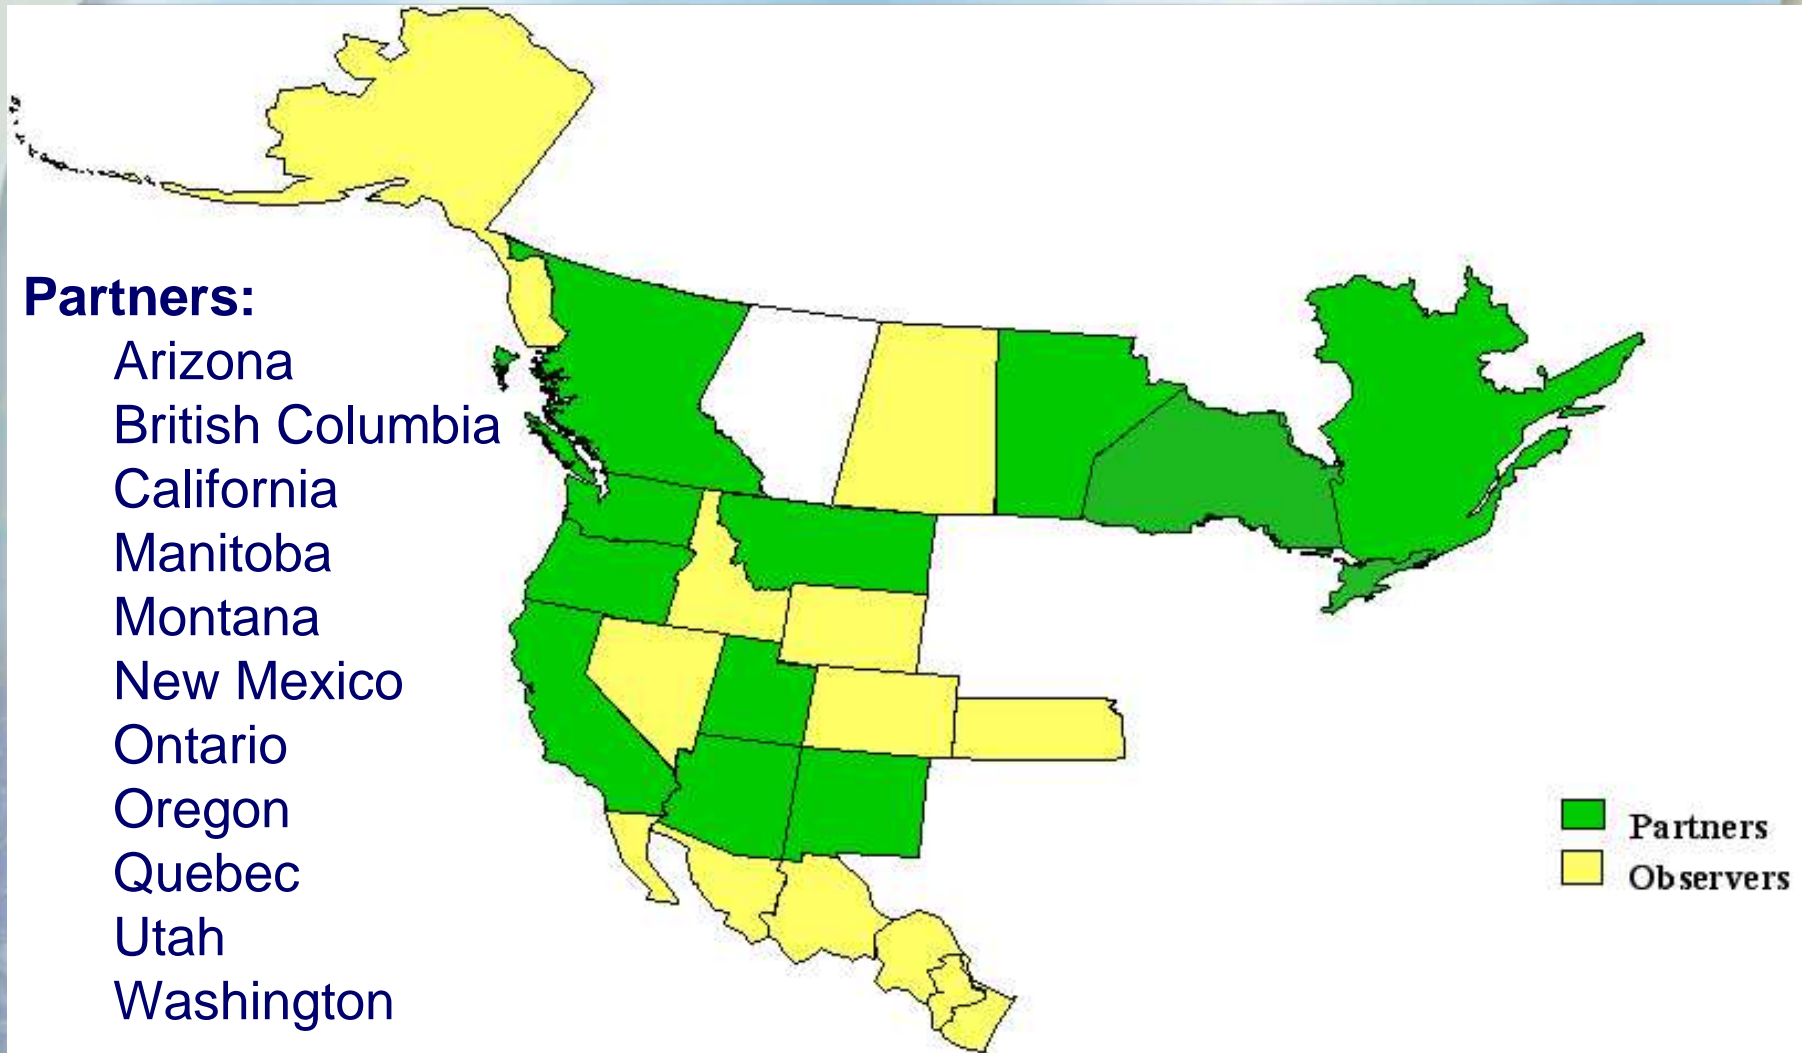 Partners:
Arizona
British Columbia
California
Manitoba
Montana
New Mexico
Ontario
Oregon
Quebec
Utah
Washington
Partners
Observers